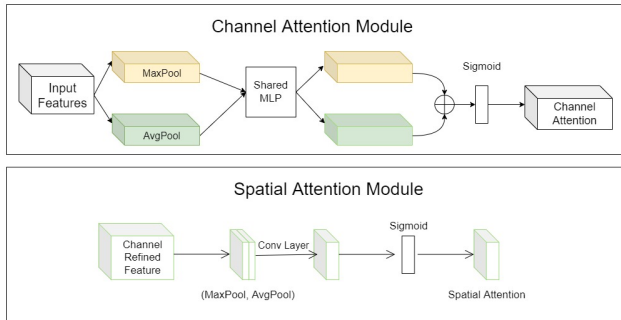 Channel Attention Module
Input
Features
MaxPool
AvgPool
Shared
MLP
Sigmoid
Channel
Attention
Spatial Attention Module
Channel
Refined
Feature
(MaxPool, AvgPool)
Conv Layer
Sigmoid
Spatial Attention